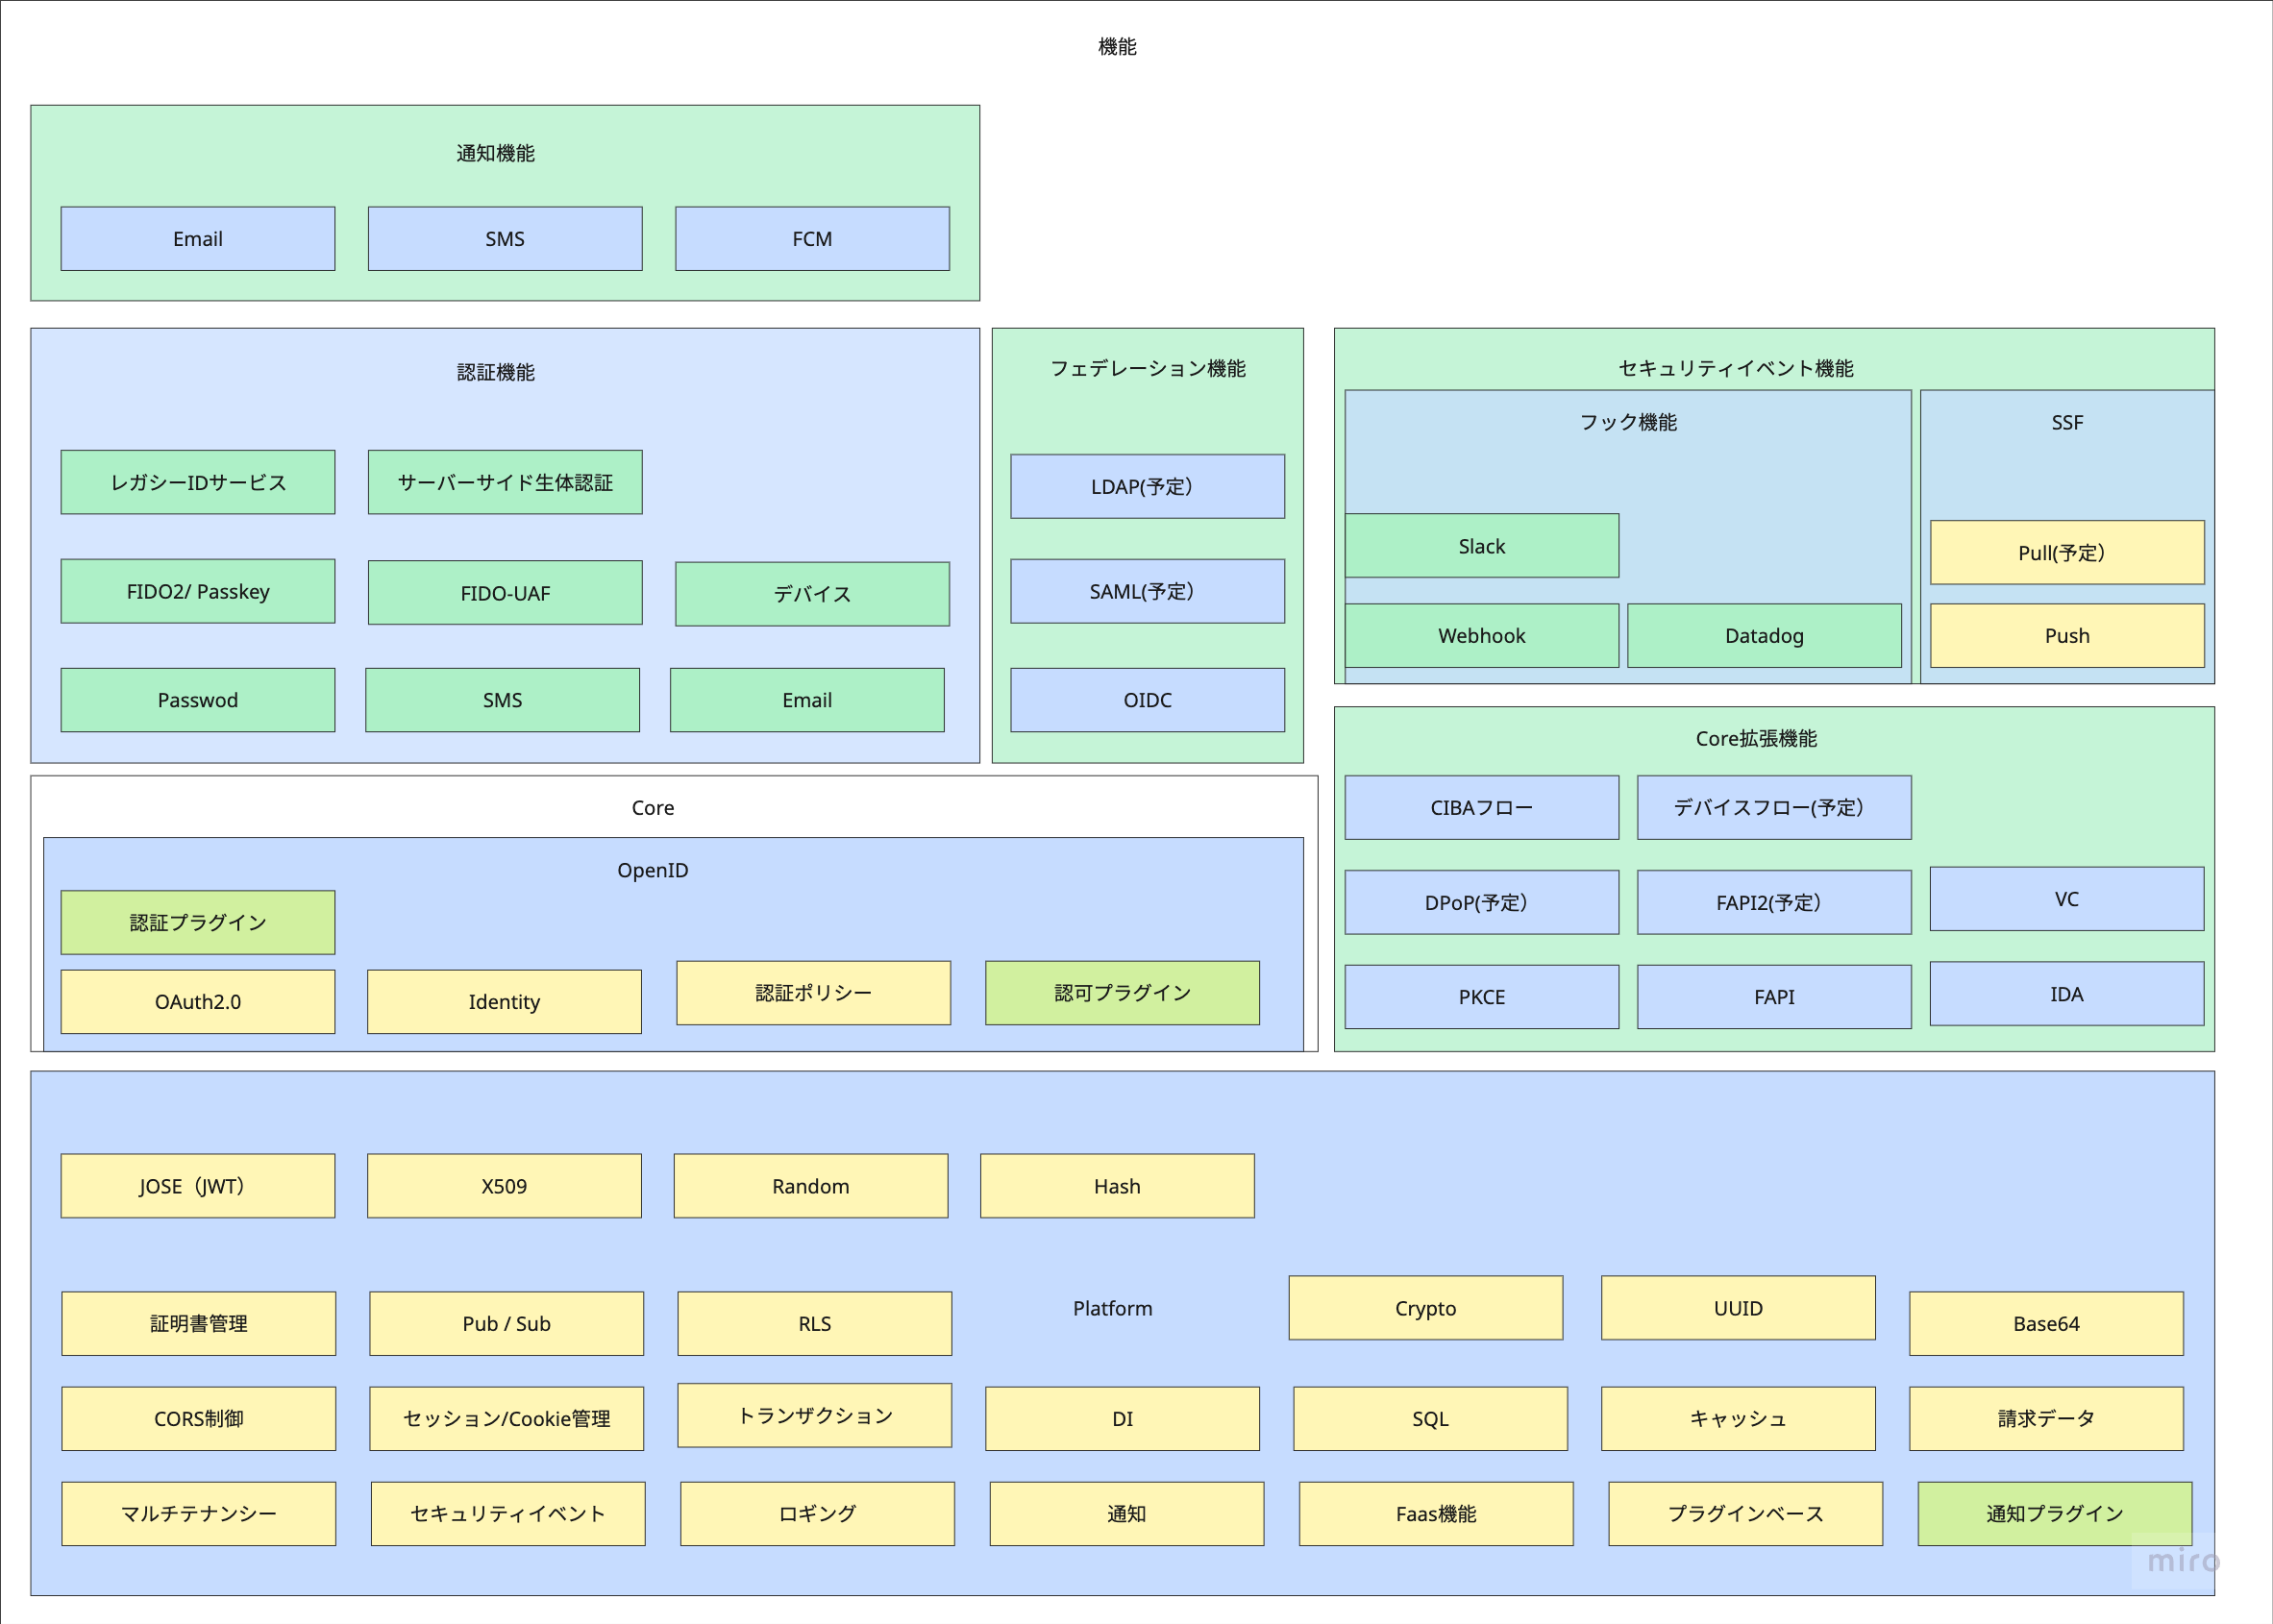 機能
通知機能
Email
SMS
FCM
認証機能
レガシーIDサービス
サーバーサイド生体認証
FIDO2/ Passkey
FIDO-UAF
デバイス
Passwod
SMS
Email
フェデレーション機能
LDAP(予定)
SAML(予定)
OIDC
セキュリティイベント機能
フック機能
Slack
Webhook
Datadog
SSF
Pull(予定)
Push
Core
OpenID
認証プラグイン
OAuth2.0
Identity
認証ポリシー
認可プラグイン
Core拡張機能
CIBAフロー
デバイスフロー(予定)
DPoP(予定)
FAPI2(予定)
VC
PKCE
FAPI
IDA
JOSE（JWT）
X509
Random
Hash
証明書管理
Pub / Sub
RLS
Platform
Crypto
UUID
Base64
CORS制御
セッション/Cookie管理
トランザクション
DI
SQL
キャッシュ
請求データ
マルチテナンシー
セキュリティイベント
ロギング
通知
Faas機能
プラグインベース
通知プラグイン
miro